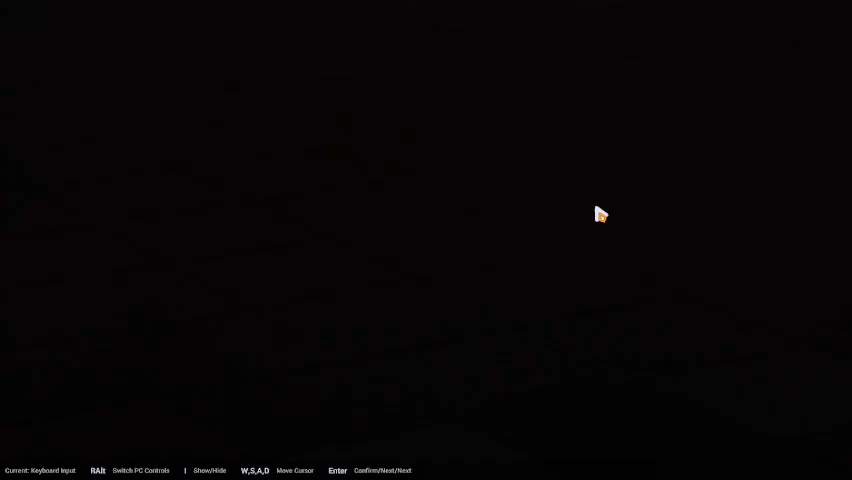 Current: Keyboard Input RAlt Switch PC Controls I Show/Hide W,S,A,D Move Cursor Enter Confirm/Next/Next